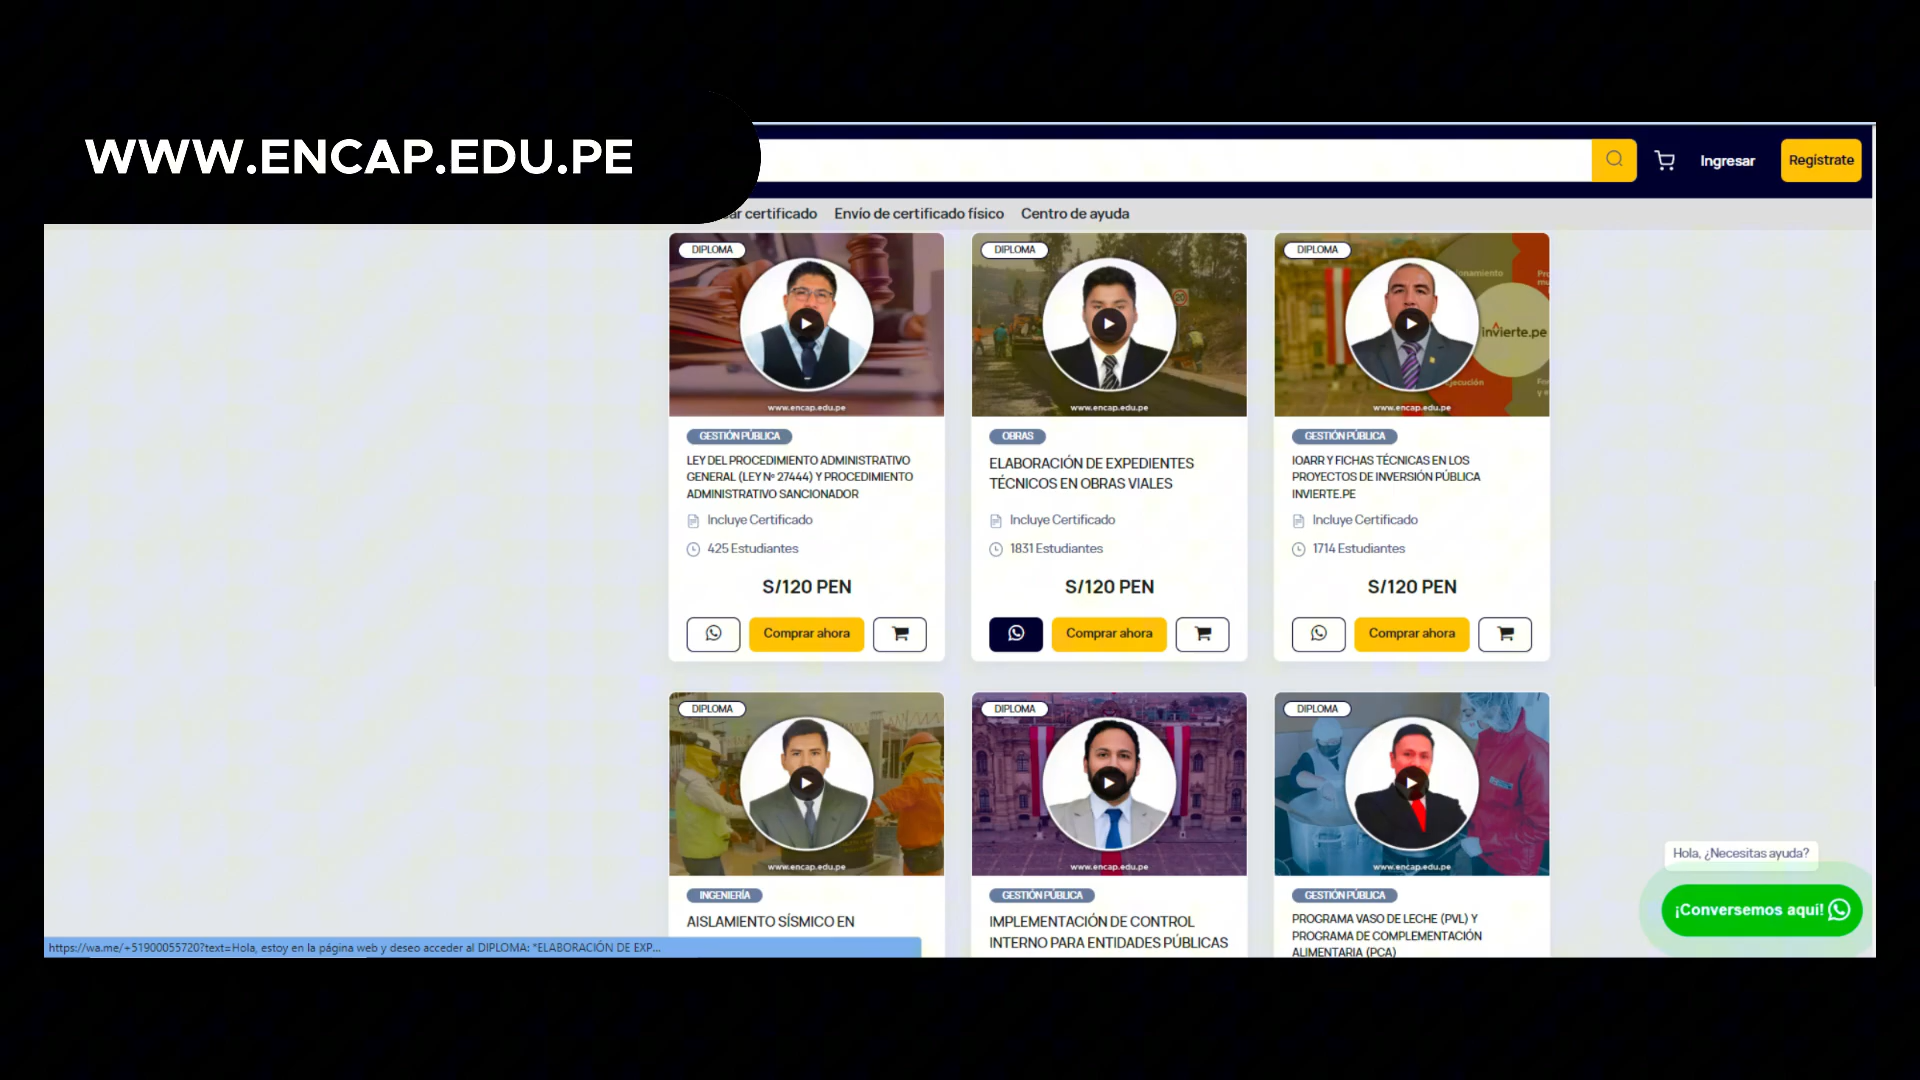 WWW.ENCAP.EDU.PE
Ingresar
Regístrate
ar certificado
Envío de certificado físico
Centro de ayuda
DIPLOMA
www.encap.edu.pe
GESTIÓN PÚBLICA
LEY DEL PROCEDIMIENTO ADMINISTRATIVO
GENERAL (LEY Nº 27444) Y PROCEDIMIENTO
ADMINISTRATIVO SANCIONADOR
Incluye Certificado
425 Estudiantes
S/120 PEN
Comprar ahora
DIPLOMA
www.encap.edu.pe
OBRAS
ELABORACIÓN DE EXPEDIENTES
TÉCNICOS EN OBRAS VIALES
Incluye Certificado
1831 Estudiantes
S/120 PEN
Comprar ahora
DIPLOMA
ionamiento
invierte.pe
jecución
www.encap.edu.pe
GESTIÓN PÚBLICA
IOARR Y FICHAS TÉCNICAS EN LOS
PROYECTOS DE INVERSIÓN PÚBLICA
INVIERTE.PE
Incluye Certificado
1714 Estudiantes
S/120 PEN
Comprar ahora
DIPLOMA
www.encap.edu.pe
INGENIERÍA
AISLAMIENTO SÍSMICO EN
DIPLOMA
www.encap.edu.pe
GESTIÓN PÚBLICA
IMPLEMENTACIÓN DE CONTROL
INTERNO PARA ENTIDADES PÚBLICAS
DIPLOMA
www.encap.edu.pe
GESTIÓN PÚBLICA
PROGRAMA VASO DE LECHE (PVL) Y
PROGRAMA DE COMPLEMENTACIÓN
ALIMENTARIA (PCA)
Hola, ¿Necesitas ayuda?
¡Conversemos aquí!
https://wa.me/+51900055720?text=Hola, estoy en la página web y deseo acceder al DIPLOMA: "ELABORACIÓN DE EXP...